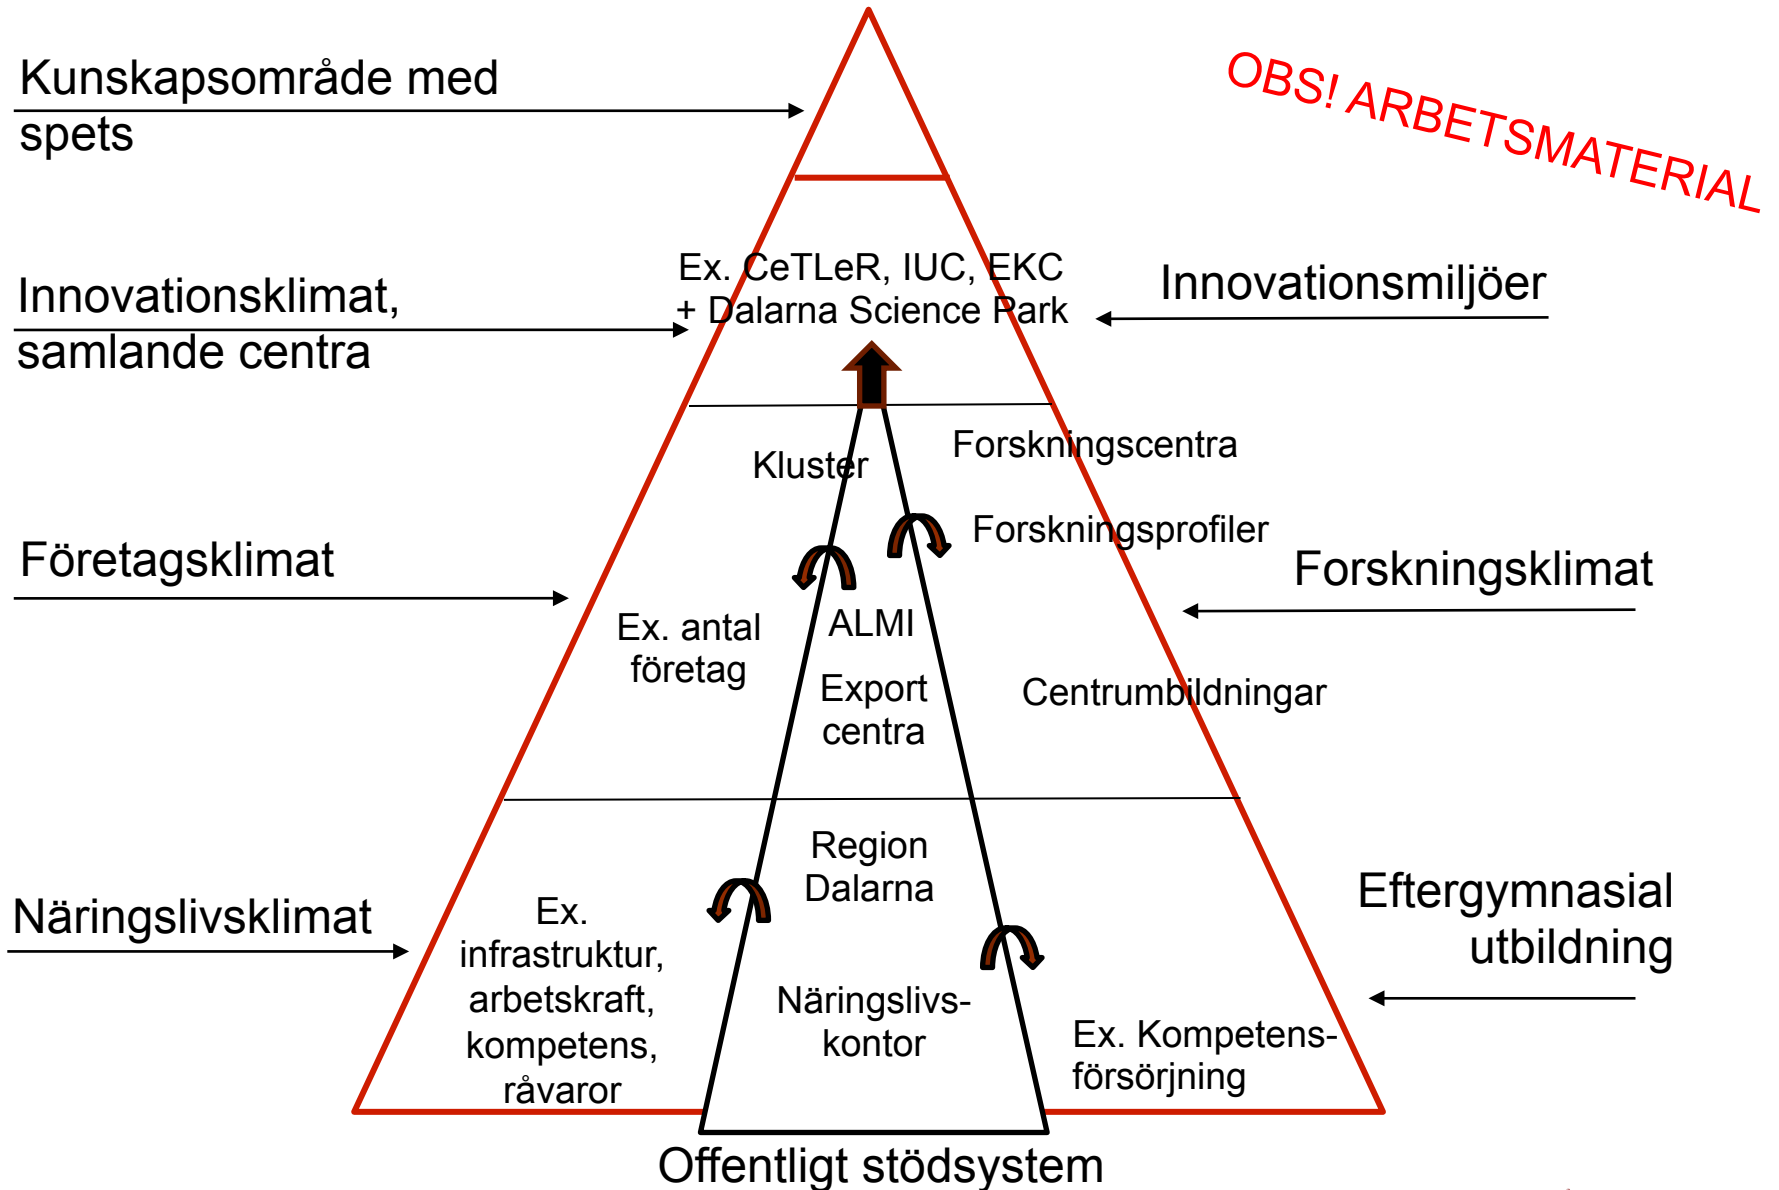 OBS! ARBETSMATERIAL
Kunskapsområde med
spets
Ex. CeTLeR, IUC, EKC
+ Dalarna Science Park
Innovationsklimat,
samlande centra
Innovationsmiljöer
Kluster
Forskningscentra
Forskningsprofiler
Företagsklimat
Forskningsklimat
Ex. antal
företag
ALMI
Export
centra
Centrumbildningar
Region
Dalarna
Näringslivsklimat
Ex.
infrastruktur,
arbetskraft,
kompetens,
råvaror
Eftergymnasial
utbildning
Näringslivs-
kontor
Ex. Kompetens-
försörjning
Offentligt stödsystem